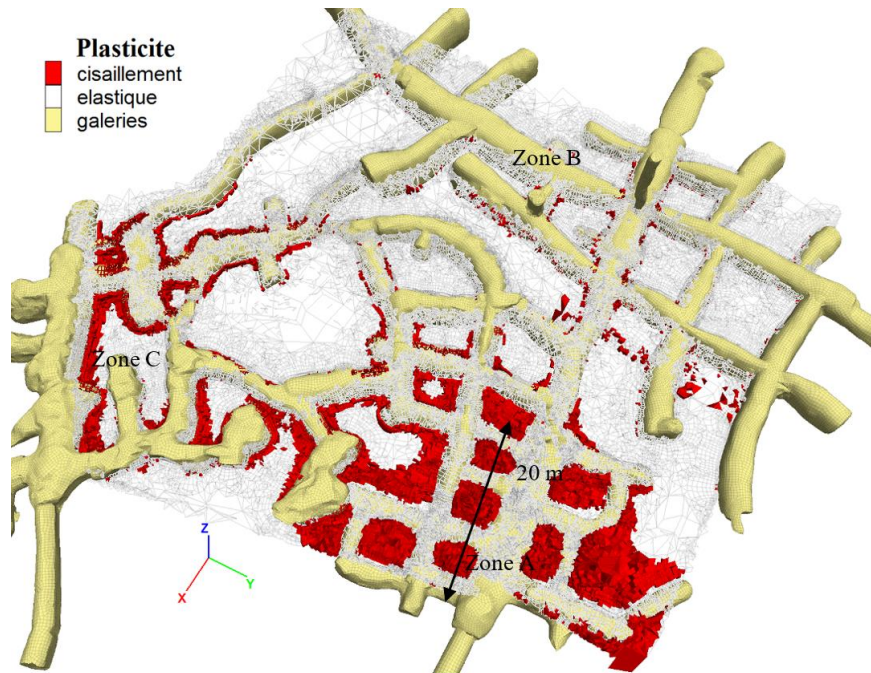 Plasticite
cisaillement
elastique
galeries
Zone B
Zone C
20 m
Zone A
Z
Y
X